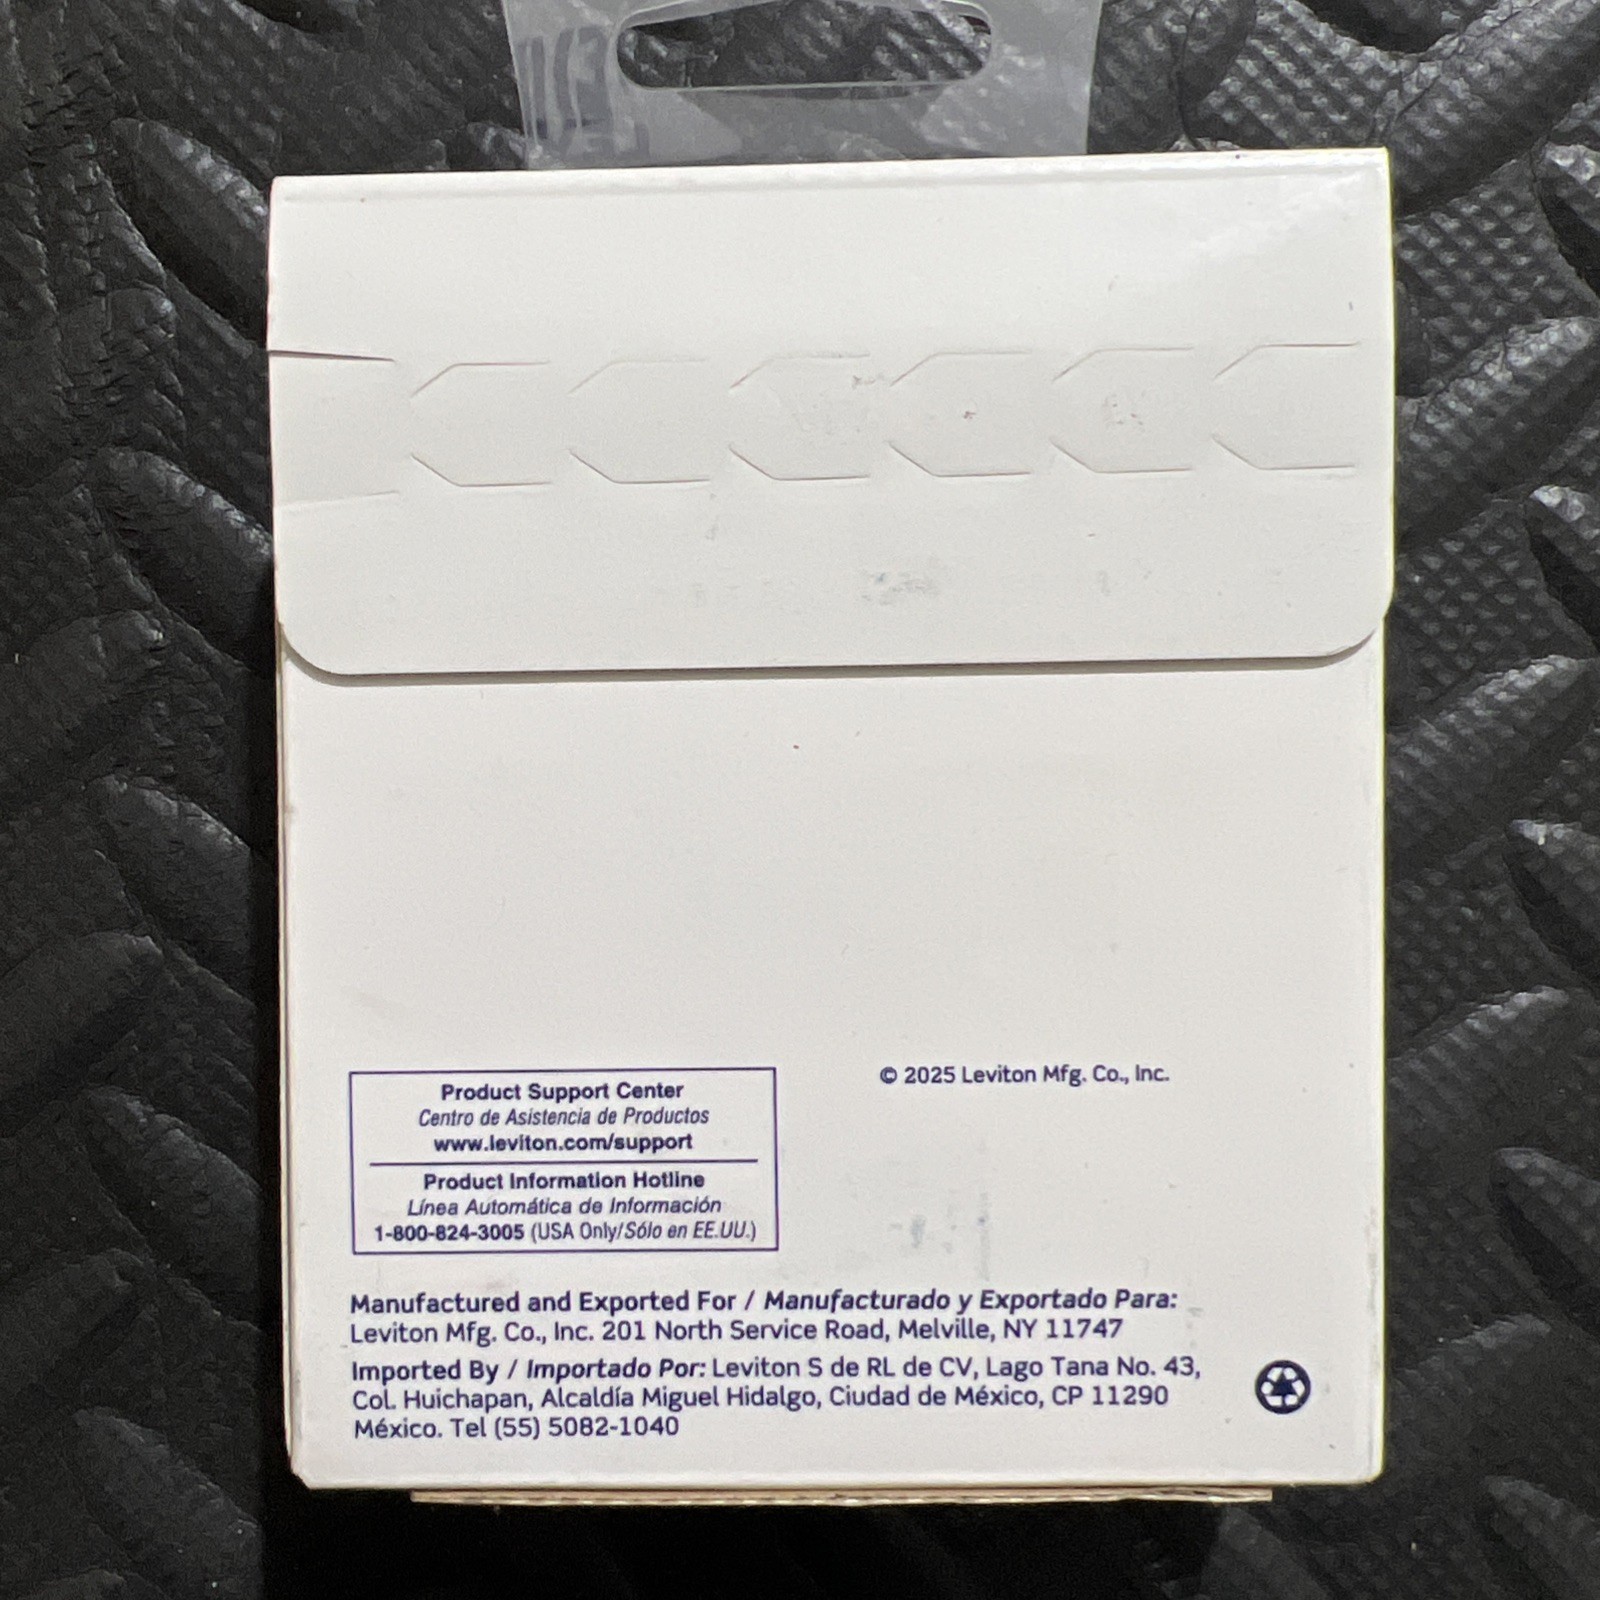 Product Support Center
Centro de Asistencia de Productos
www.leviton.com/support
Product Information Hotline
Línea Automática de Información
1-800-824-3005 (USA Only/Sólo en EE.UU.)
© 2025 Leviton Mfg. Co., Inc.
Manufactured and Exported For / Manufacturado y Exportado Para:
Leviton Mfg. Co., Inc. 201 North Service Road, Melville, NY 11747
Imported By / Importado Por: Leviton S de RL de CV, Lago Tana No. 43,
Col. Huichapan, Alcaldía Miguel Hidalgo, Ciudad de México, CP 11290
México. Tel (55) 5082-1040